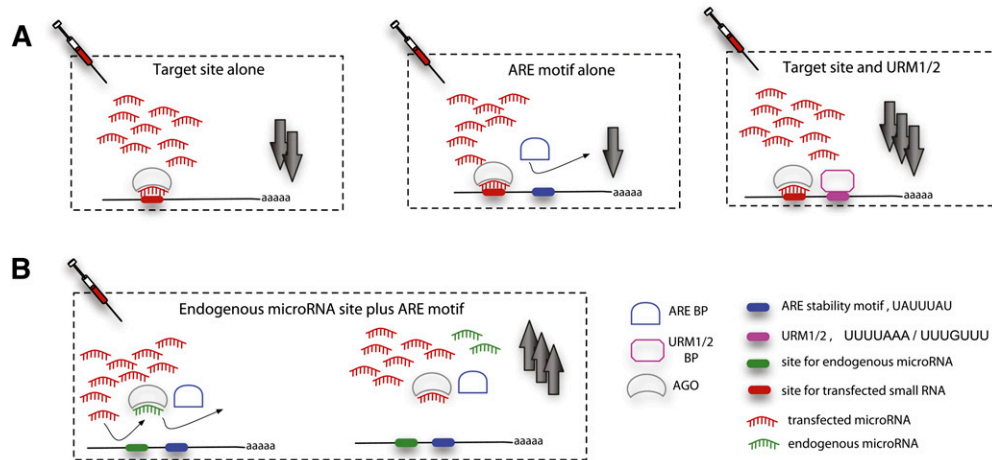 A
Target site alone
aaaaa
ARE motif alone
aaaaa
Target site and URM1/2
aaaaa
B
Endogenous microRNA site plus ARE motif
aaaaa
aaaaa
ARE BP
URM1/2
BP
AGO
ARE stability motif , UAUUUAU
URM1/2 , UUUUAAA / UUUGUUU
site for endogenous microRNA
site for transfected small RNA
transfected microRNA
endogenous microRNA